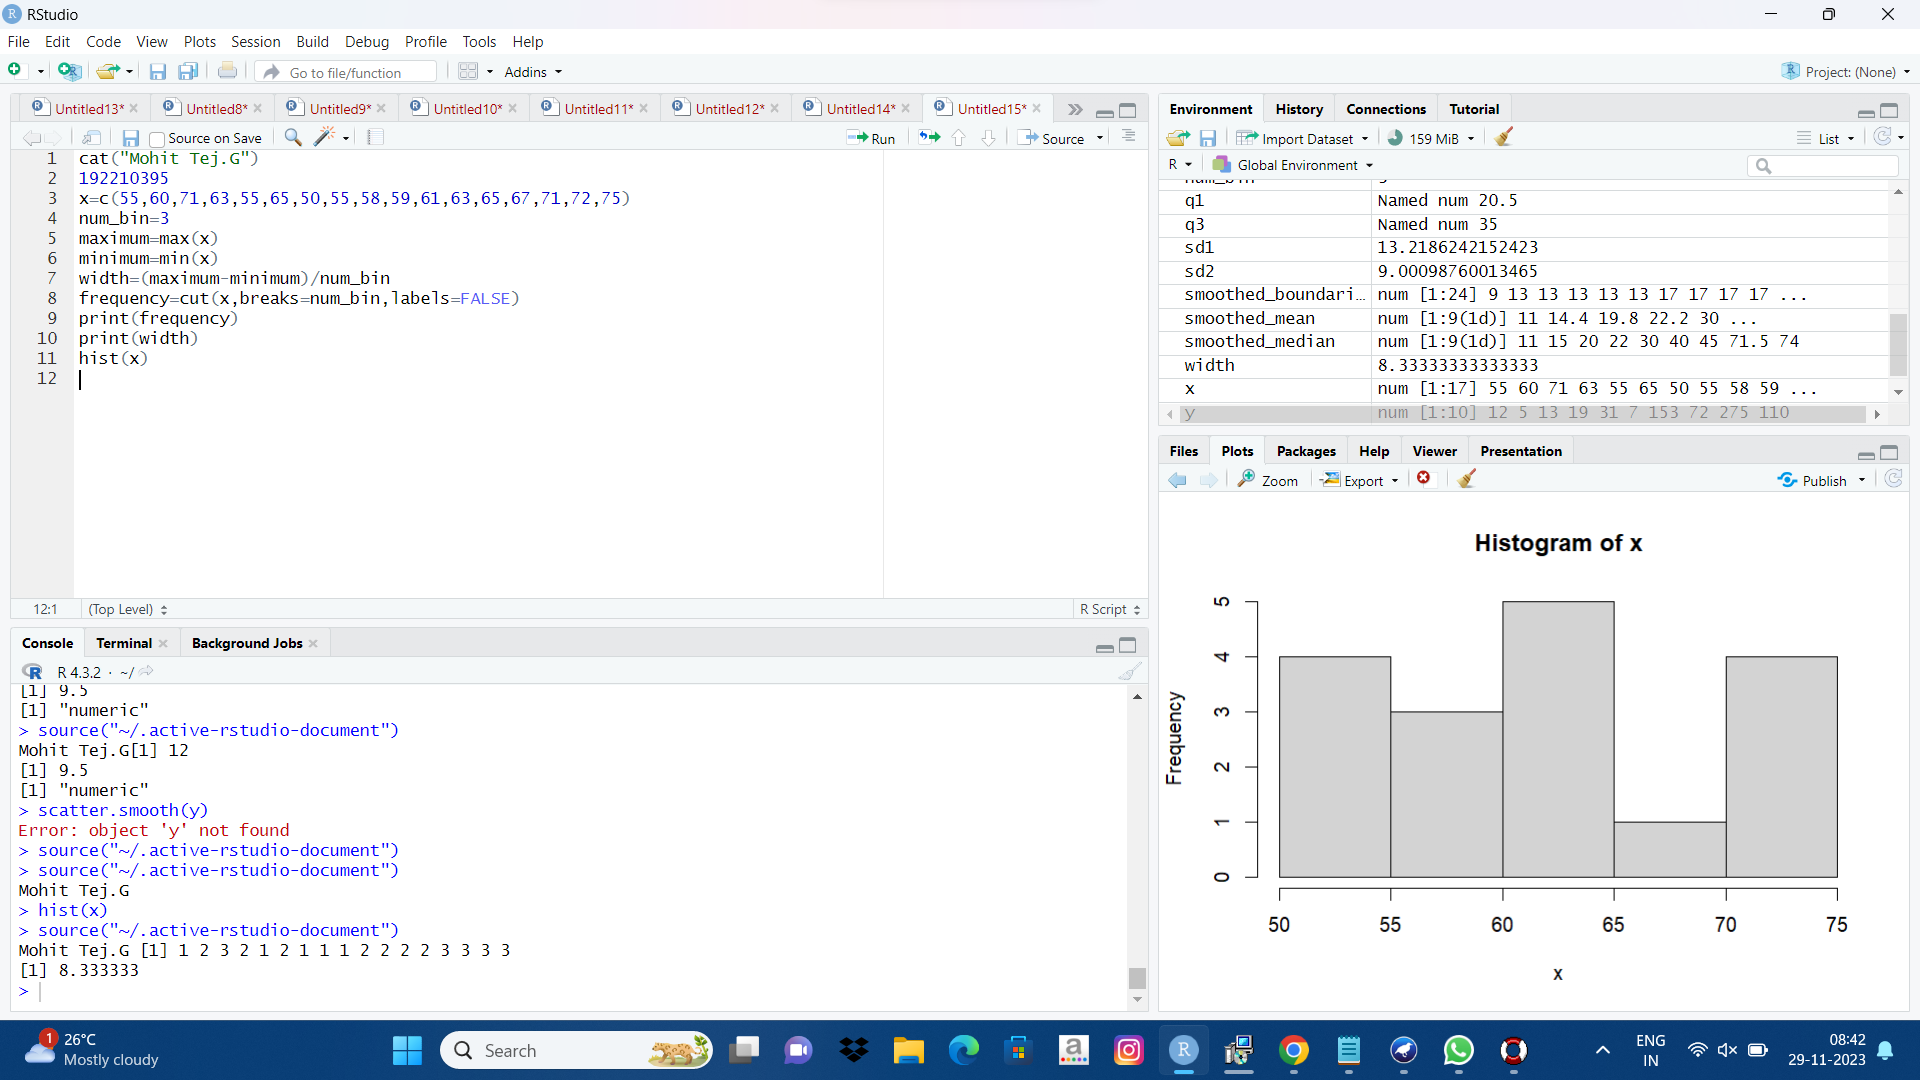 RStudio
File Edit Code View Plots Session Build Debug Profile Tools Help
Go to file/function Addins Project: (None)
Untitled13* Untitled8* Untitled9* Untitled10* Untitled11* Untitled12* Untitled14* Untitled15*
Source on Save Run Source
1 cat("Mohit Tej.G")
2 192210395
3 x=c(55,60,71,63,55,65,50,55,58,59,61,63,65,67,71,72,75)
4 num_bin=3
5 maximum=max(x)
6 minimum=min(x)
7 width=(maximum-minimum)/num_bin
8 frequency=cut(x,breaks=num_bin,labels=FALSE)
9 print(frequency)
10 print(width)
11 hist(x)
12
12:1 (Top Level) R Script
Console Terminal Background Jobs
R 4.3.2 · ~/
[1] 9.5
[1] "numeric"
> source("~/.active-rstudio-document")
Mohit Tej.G[1] 12
[1] 9.5
[1] "numeric"
> scatter.smooth(y)
Error: object 'y' not found
> source("~/.active-rstudio-document")
> source("~/.active-rstudio-document")
Mohit Tej.G
> hist(x)
> source("~/.active-rstudio-document")
Mohit Tej.G [1] 1 2 3 2 1 2 1 1 1 2 2 2 2 3 3 3 3
[1] 8.333333
>
Environment History Connections Tutorial
Import Dataset 159 MiB List
R Global Environment
q1 Named num 20.5
q3 Named num 35
sd1 13.2186242152423
sd2 9.00098760013465
smoothed_boundari… num [1:24] 9 13 13 13 13 13 17 17 17 17 ...
smoothed_mean num [1:9(1d)] 11 14.4 19.8 22.2 30 ...
smoothed_median num [1:9(1d)] 11 15 20 22 30 40 45 71.5 74
width 8.33333333333333
x num [1:17] 55 60 71 63 55 65 50 55 58 59 ...
y num [1:10] 12 5 13 19 31 7 153 72 275 110
Files Plots Packages Help Viewer Presentation
Zoom Export Publish
Histogram of x
Frequency
5
4
3
2
1
0
50 55 60 65 70 75
x
1 26°C
Mostly cloudy
Search
ENG
IN
08:42
29-11-2023